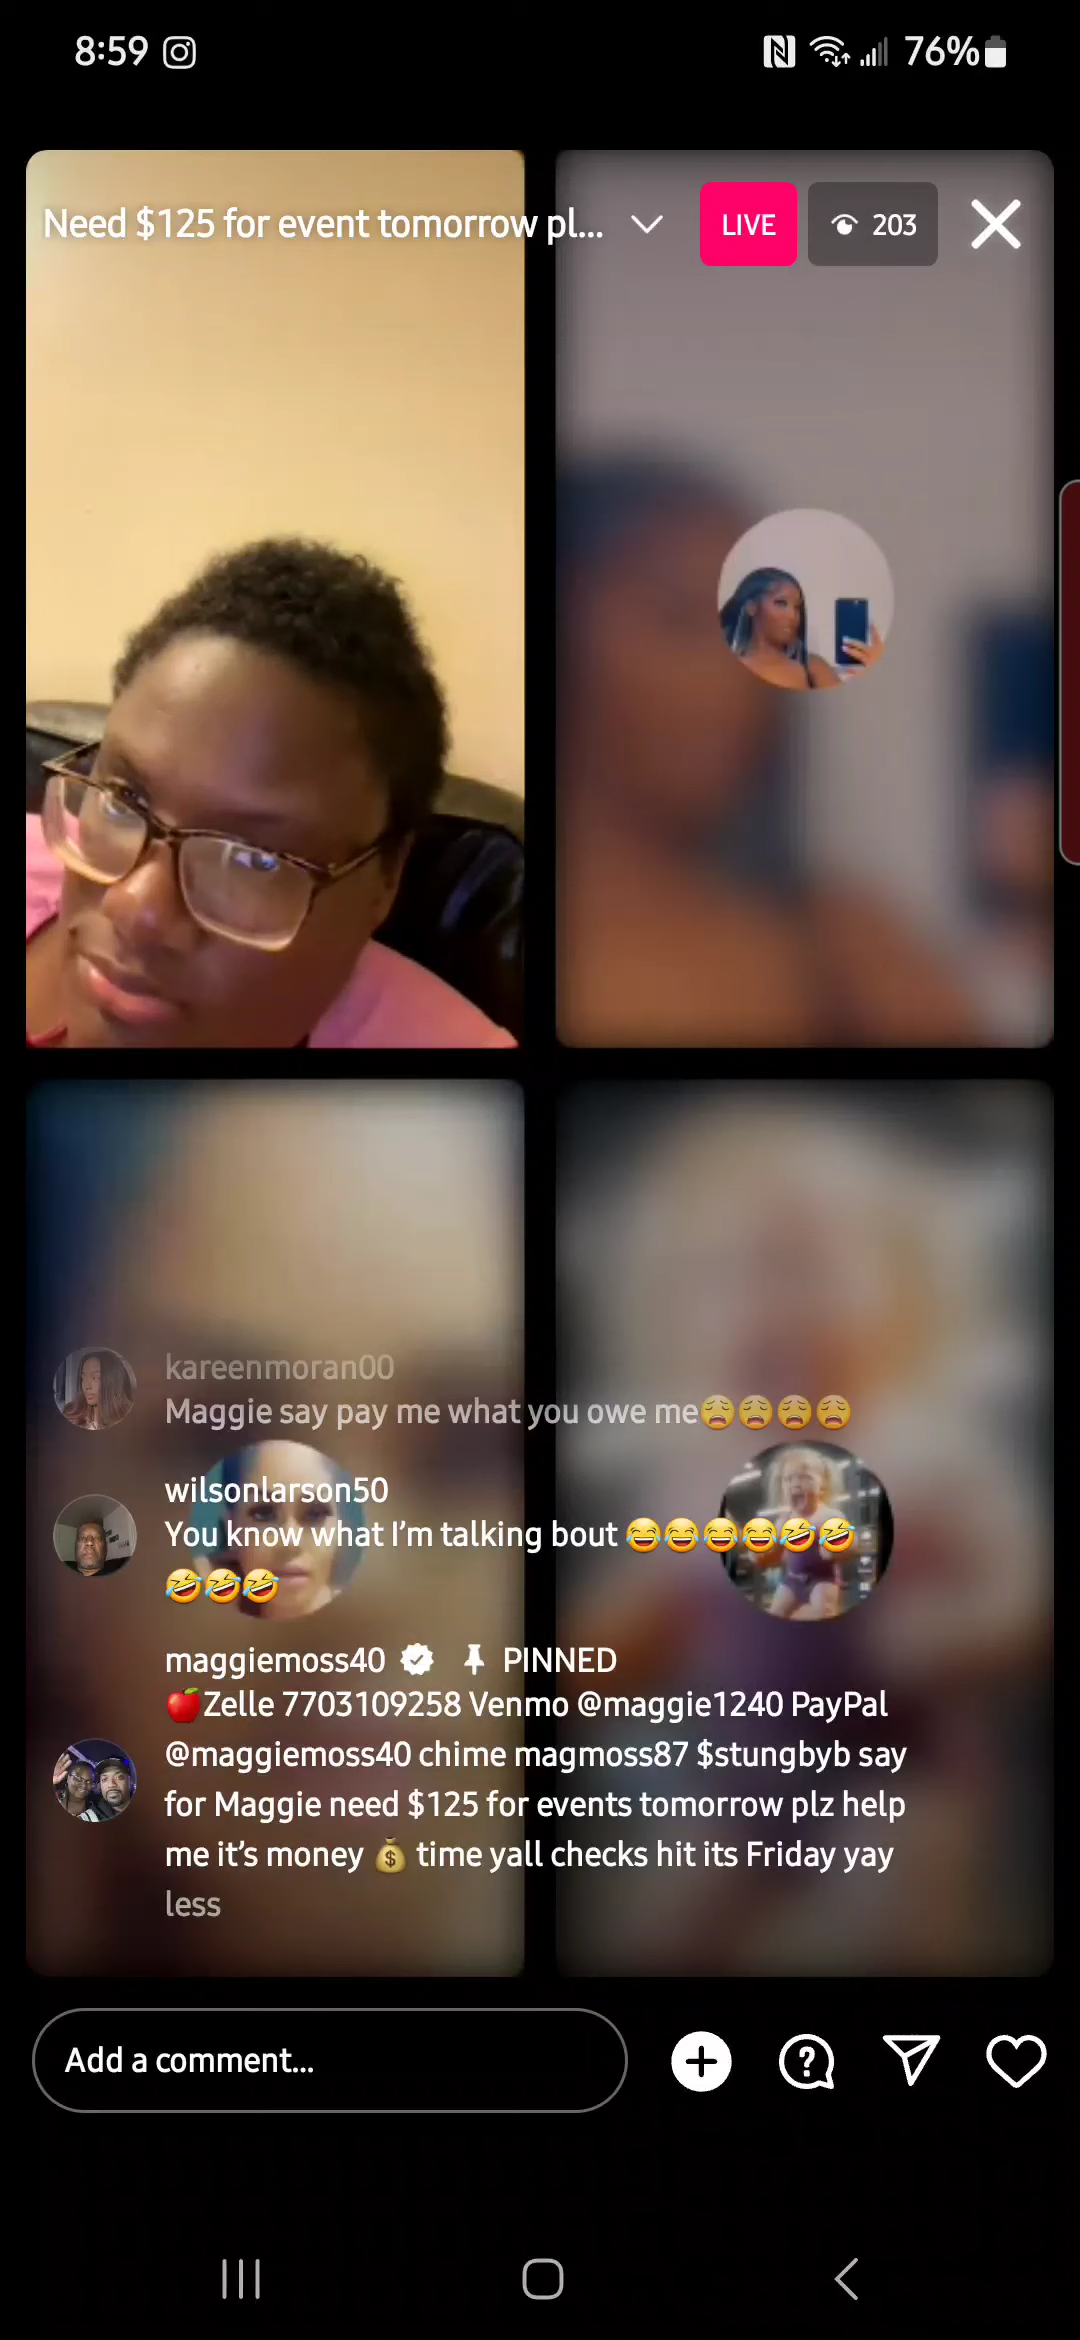 8:59
76%
Need $125 for event tomorrow pl...
LIVE
203
kareenmoran00
Maggie say pay me what you owe me😩😩😩😩
wilsonlarson50
You know what I’m talking bout 😂😂😂😂🤣🤣
🤣🤣🤣
maggiemoss40 PINNED
🍎Zelle 7703109258 Venmo @maggie1240 PayPal
@maggiemoss40 chime magmoss87 $stungbyb say
for Maggie need $125 for events tomorrow plz help
me it’s money 💰 time yall checks hit its Friday yay
less
Add a comment...